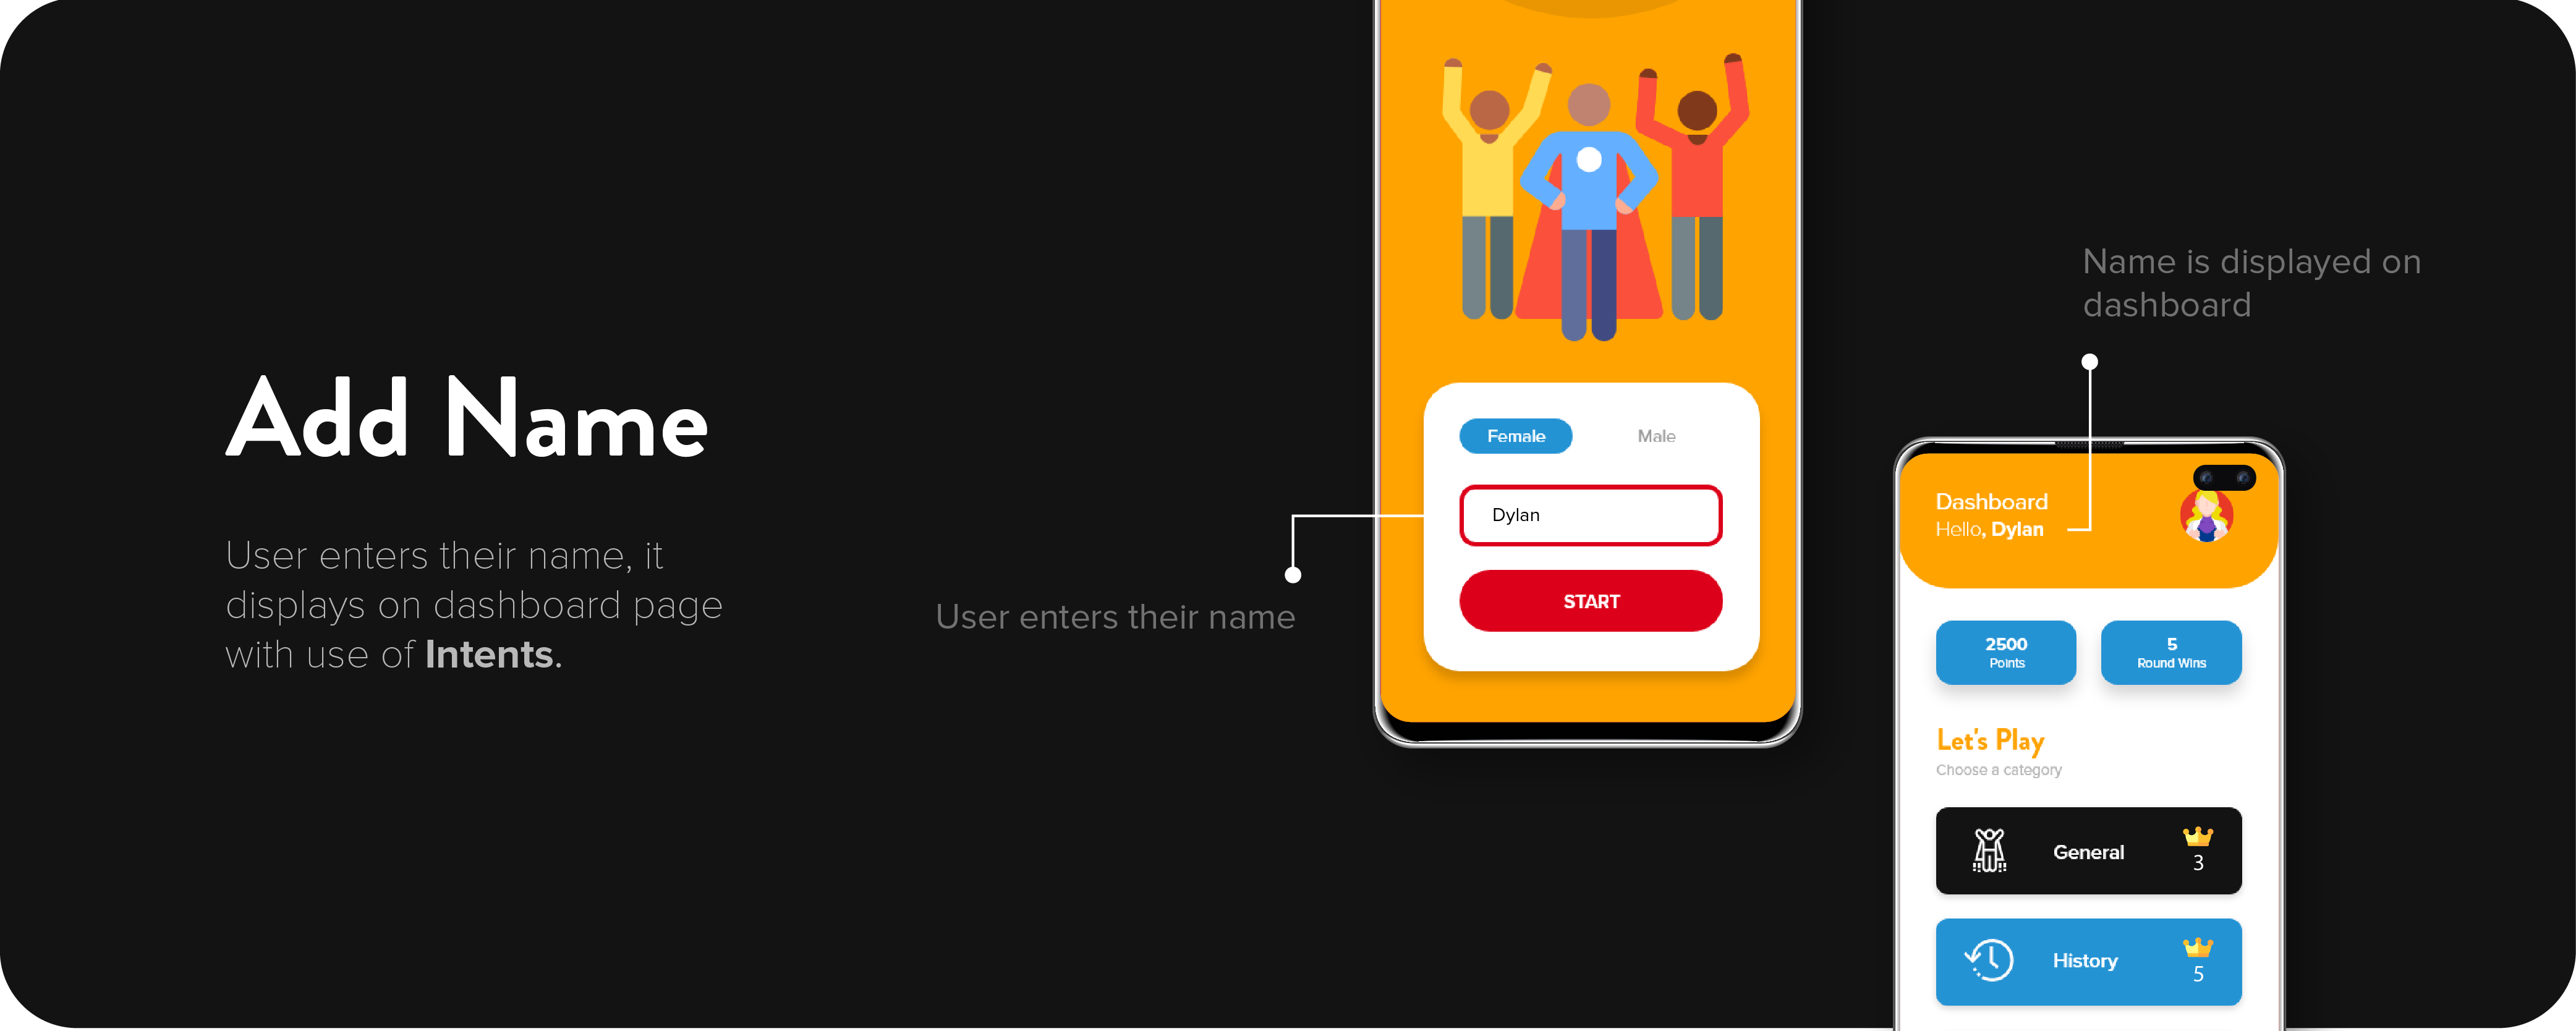 Add Name
User enters their name, it
displays on dashboard page
with use of Intents.
User enters their name
Female
Male
Dylan
START
Name is displayed on
dashboard
Dashboard
Hello, Dylan
2500
Points
5
Round Wins
Let's Play
Choose a category
General
3
History
5